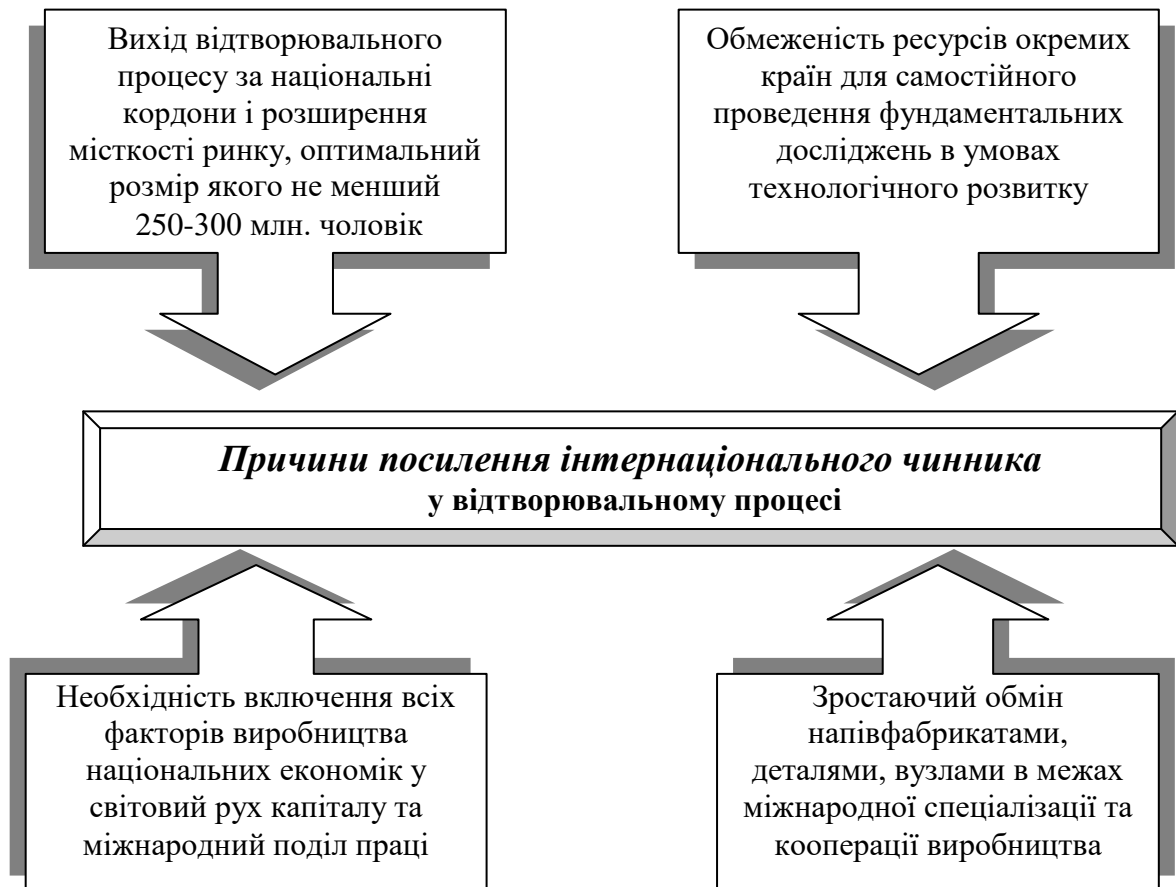 Вихід відтворювального
процесу за національні
кордони і розширення
місткості ринку, оптимальний
розмір якого не менший
250-300 млн. чоловік
Обмеженість ресурсів окремих
країн для самостійного
проведення фундаментальних
досліджень в умовах
технологічного розвитку
Причини посилення інтернаціонального чинника
у відтворювальному процесі
Необхідність включення всіх
факторів виробництва
національних економік у
світовий рух капіталу та
міжнародний поділ праці
Зростаючий обмін
напівфабрикатами,
деталями, вузлами в межах
міжнародної спеціалізації та
кооперації виробництва